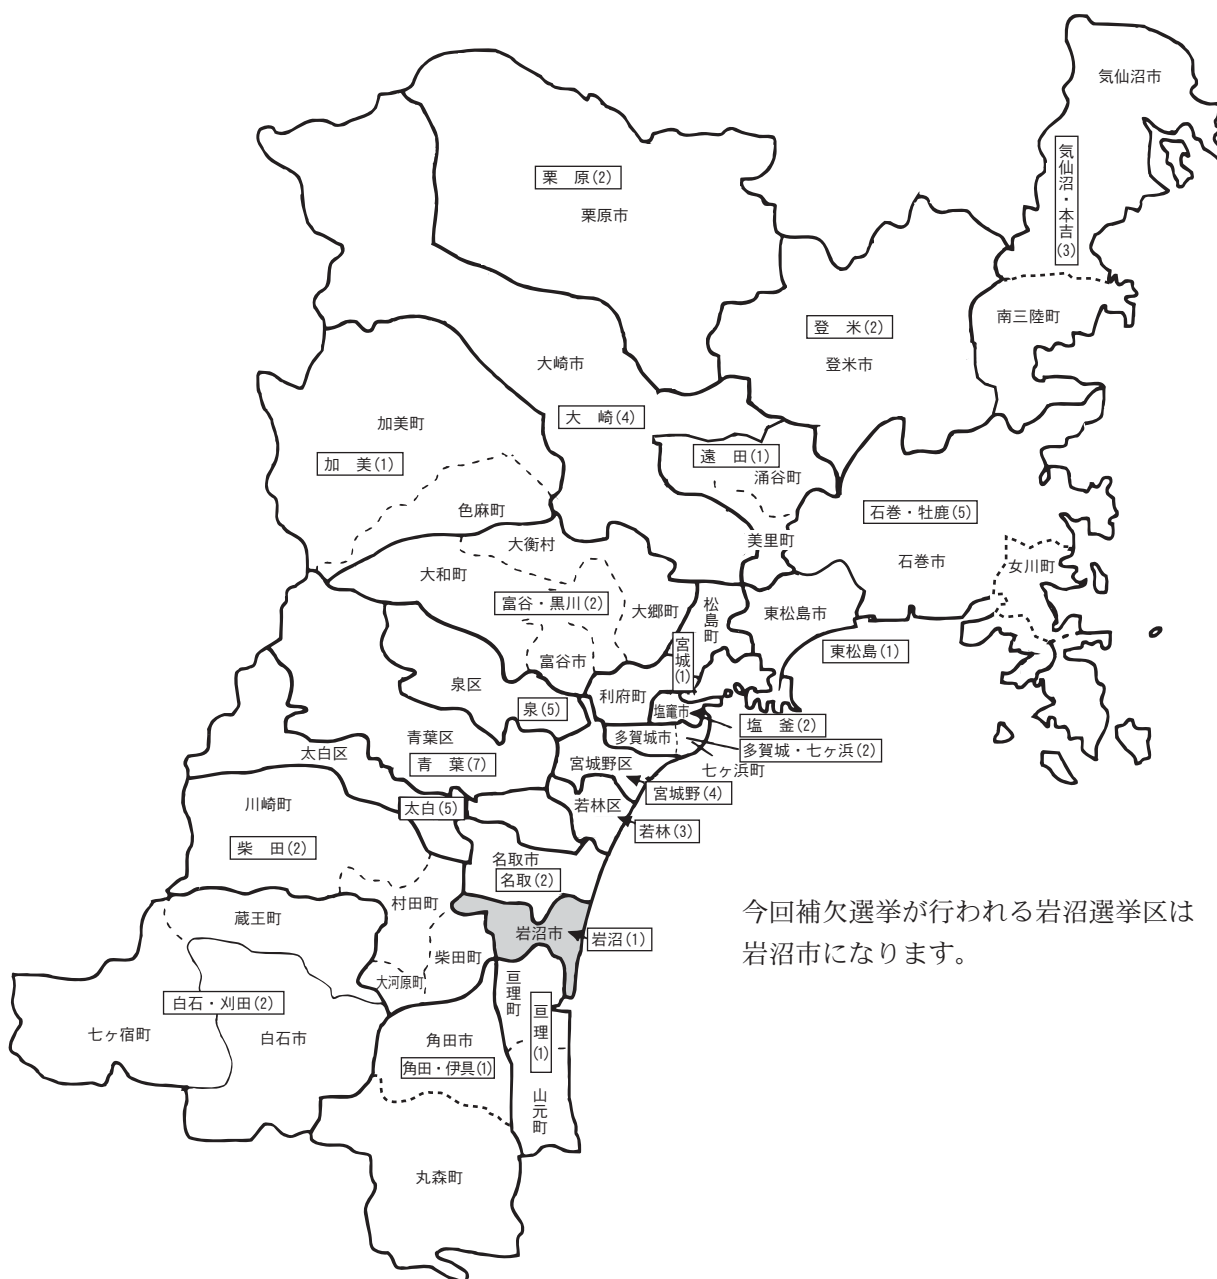 気仙沼市
気仙沼・本吉(3)
栗 原(2)
栗原市
南三陸町
登 米(2)
登米市
大崎市
大 崎(4)
加美町
加 美(1)
遠 田(1)
涌谷町
色麻町
石巻・牡鹿(5)
美里町
大衡村
石巻市
女川町
大和町
富谷・黒川(2)
大郷町
松島町
東松島市
宮城(1)
東松島(1)
富谷市
泉区
利府町
泉(5)
塩竈市
塩 釜(2)
青葉区
多賀城市
多賀城・七ヶ浜(2)
太白区
青 葉(7)
宮城野区
七ヶ浜町
宮城野(4)
川崎町
太白(5)
若林区
若林(3)
柴 田(2)
名取市
名取(2)
村田町
蔵王町
岩沼市
岩沼(1)
今回補欠選挙が行われる岩沼選挙区は
岩沼市になります。
柴田町
大河原町
亘理町
白石・刈田(2)
亘理(1)
七ヶ宿町
白石市
角田市
角田・伊具(1)
山元町
丸森町